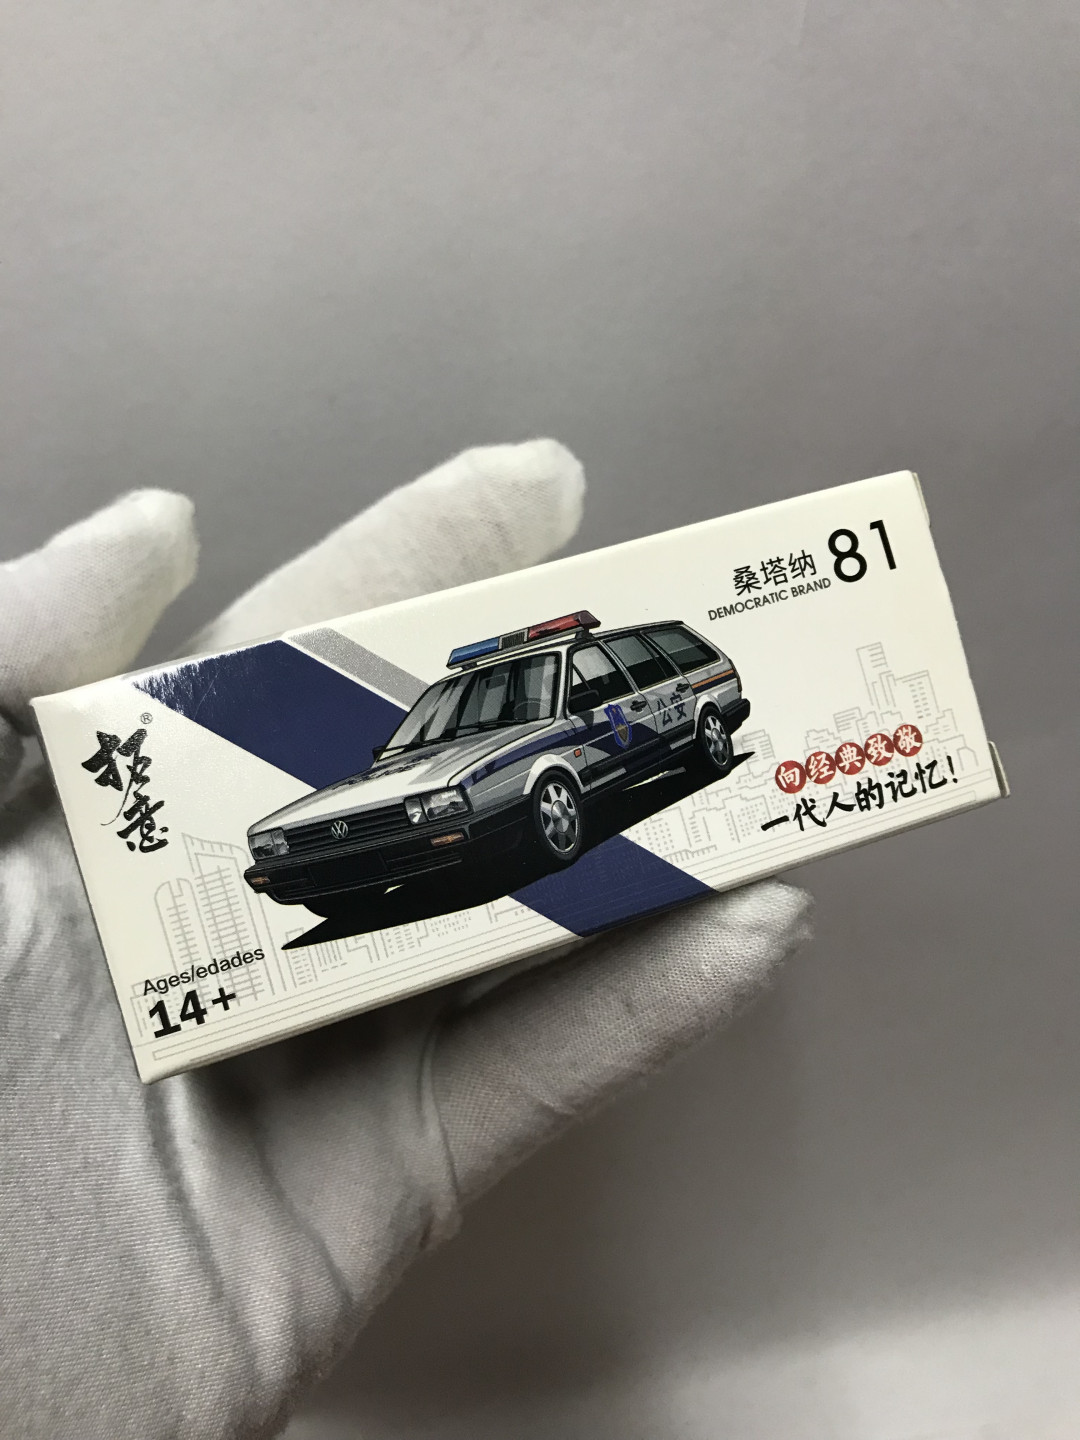 桑塔纳 81
DEMOCRATIC BRAND
拓意®
公安
向经典致敬
一代人的记忆!
Ages/edades
14+